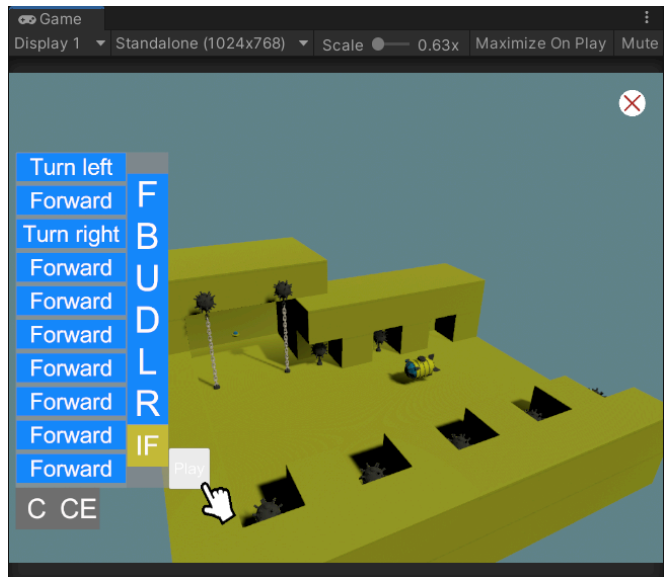 Game
Display 1 Standalone (1024x768) Scale 0.63x Maximize On Play Mute
Turn left
Forward
Turn right
Forward
Forward
Forward
Forward
Forward
Forward
Forward
F
B
U
D
L
R
IF
Play
C CE